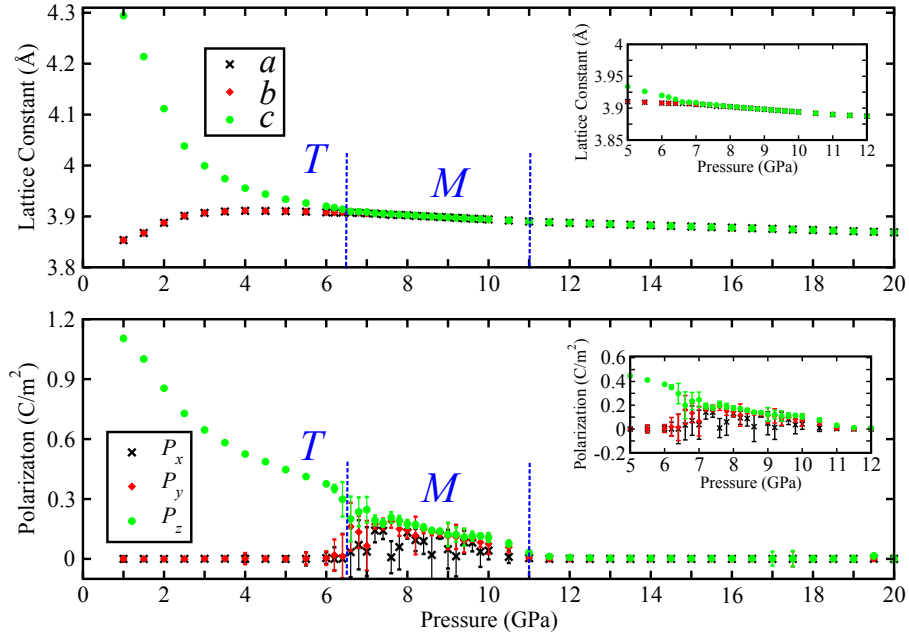 4.3
4.2
4.1
4
3.9
3.8
Lattice Constant (Å)
a
b
c
T
M
4
3.95
3.9
3.85
Lattice Constant (Å)
5 6 7 8 9 10 11 12
Pressure (GPa)
0 2 4 6 8 10 12 14 16 18 20
1.2
0.9
0.6
0.3
0
Polarizaton (C/m²)
Pₓ
P_y
P_z
T
M
0.6
0.4
0.2
0
-0.2
Polarization (C/m²)
5 6 7 8 9 10 11 12
Pressure (GPa)
0 2 4 6 8 10 12 14 16 18 20
Pressure (GPa)